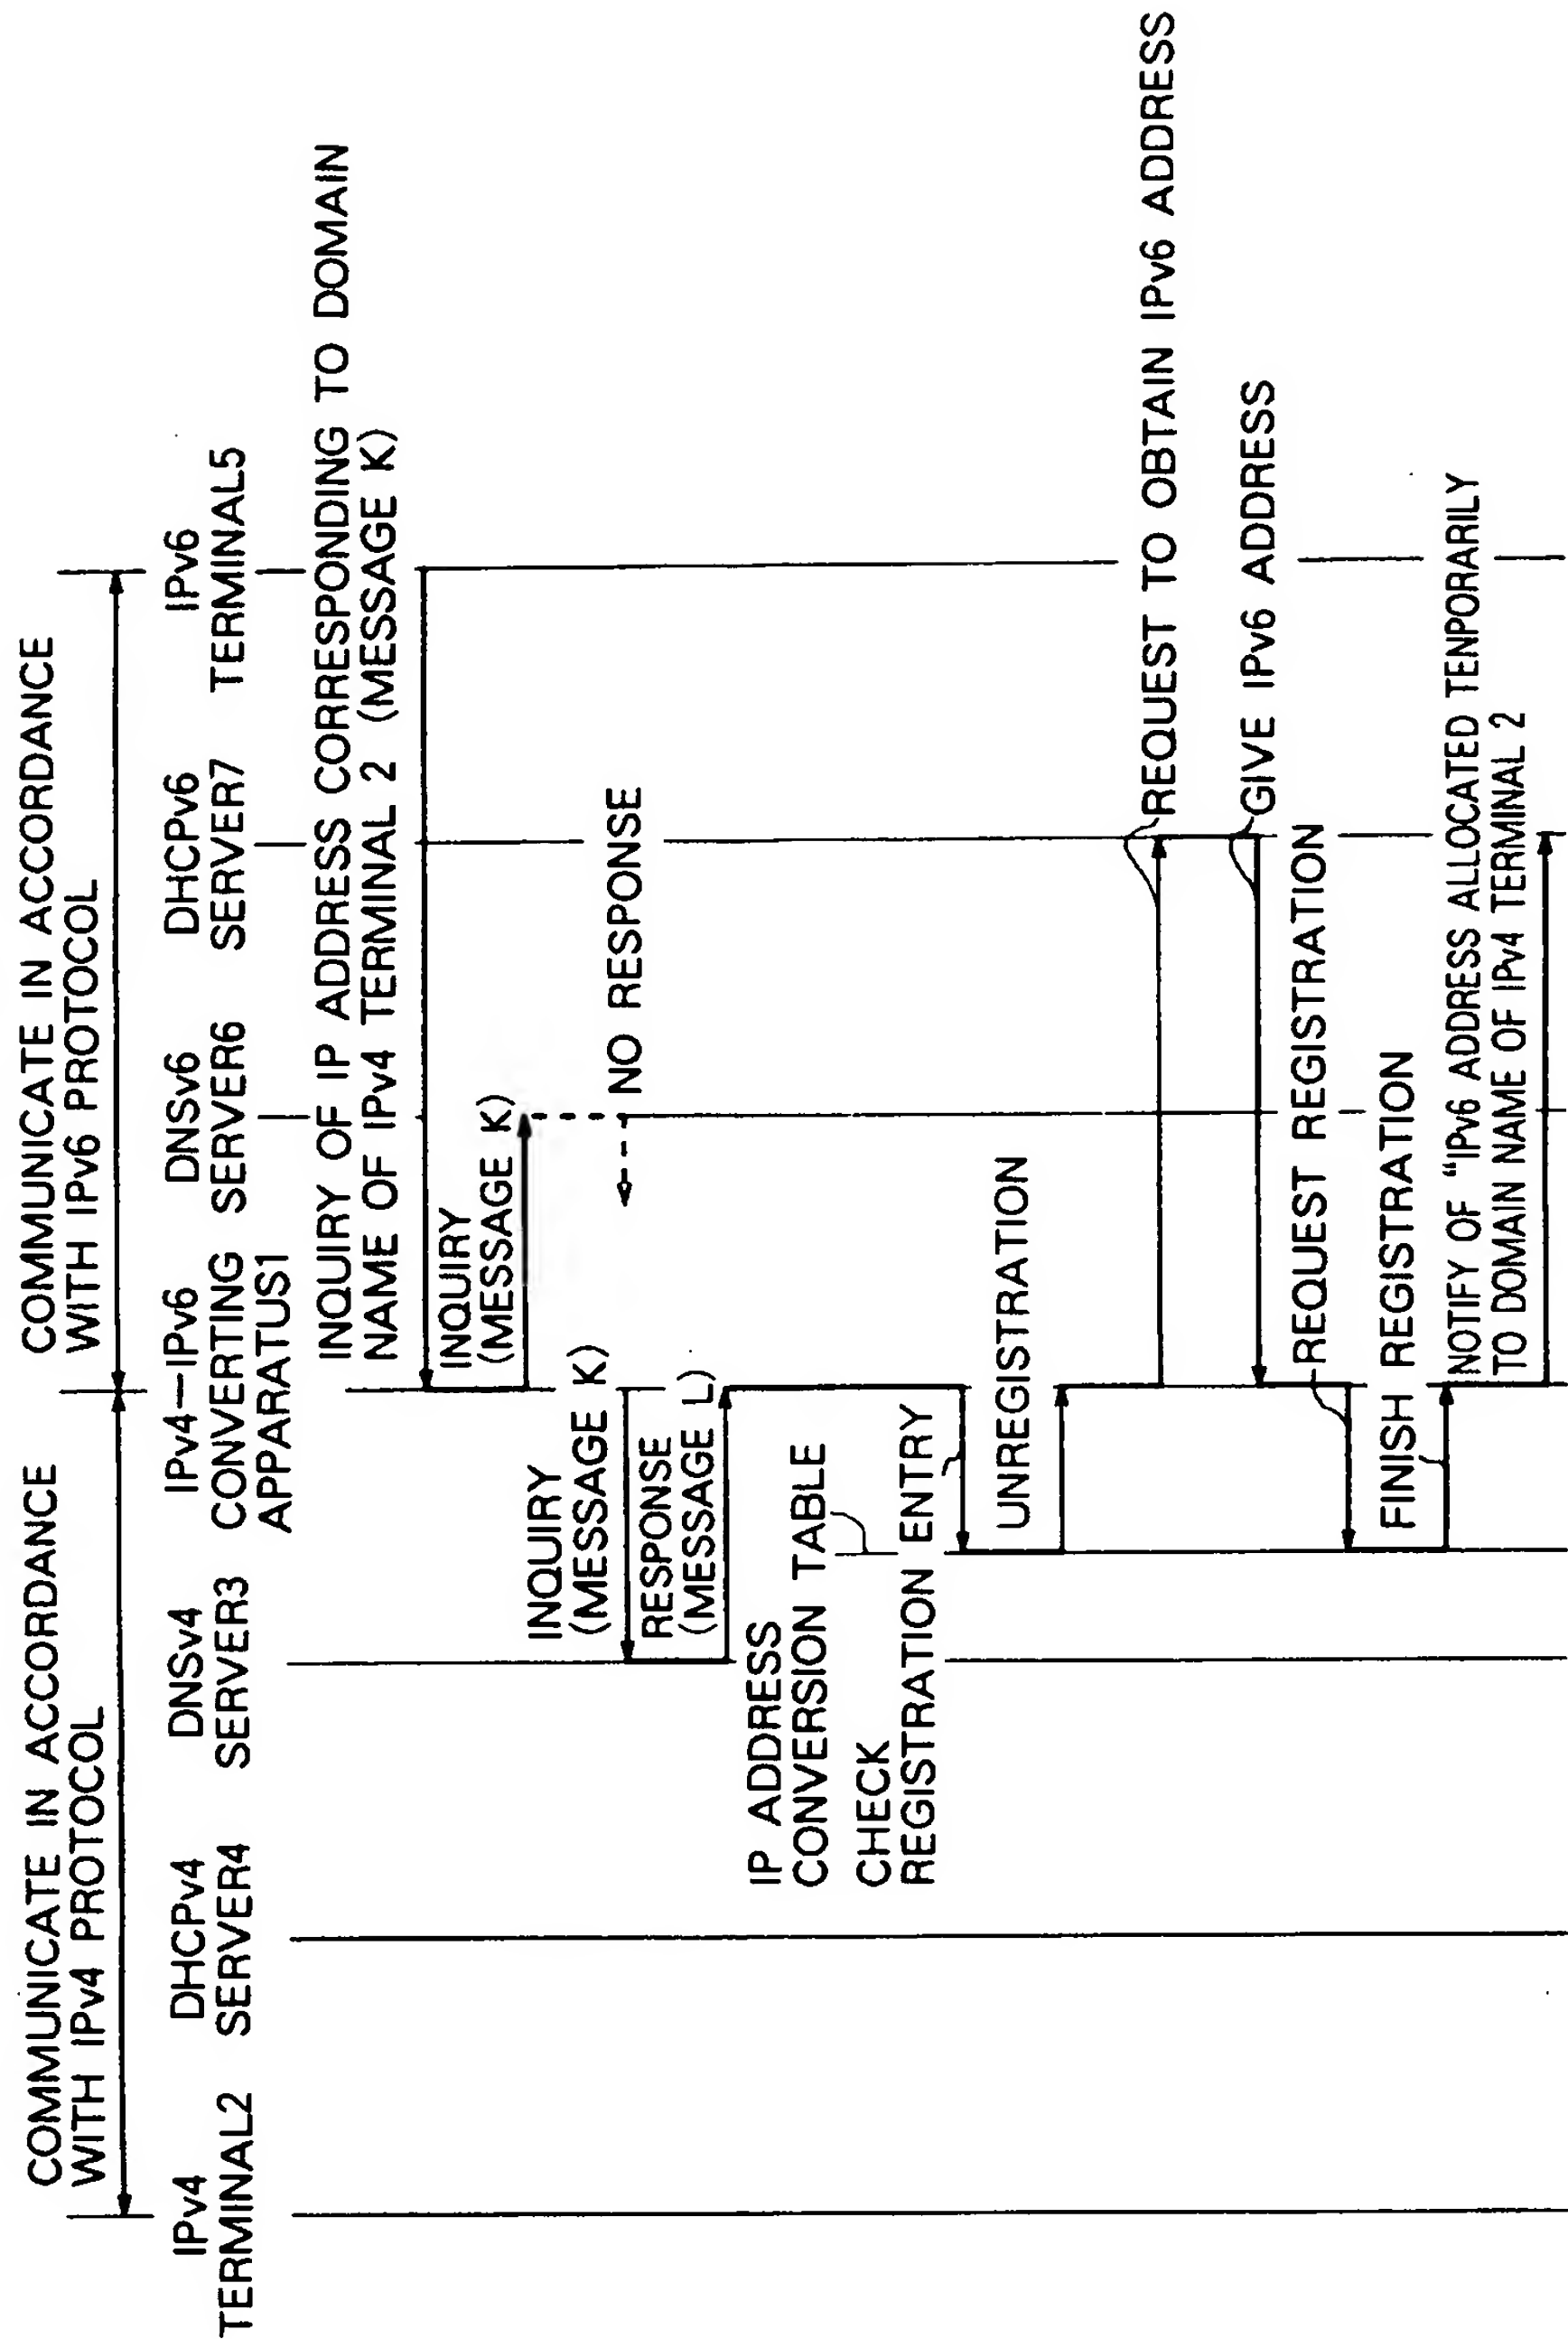 COMMUNICATE IN ACCORDANCE
WITH IPv4 PROTOCOL
COMMUNICATE IN ACCORDANCE
WITH IPv6 PROTOCOL
IPv4
TERMINAL2
DHCPv4
SERVER4
DNSv4
SERVER3
IPv4-IPv6
CONVERTING
APPARATUS1
DNSv6
SERVER6
DHCPv6
SERVER7
IPv6
TERMINAL5
INQUIRY OF IP ADDRESS CORRESPONDING TO DOMAIN
NAME OF IPv4 TERMINAL 2 (MESSAGE K)
INQUIRY
(MESSAGE K)
INQUIRY
(MESSAGE K)
NO RESPONSE
RESPONSE
(MESSAGE L)
IP ADDRESS
CONVERSION TABLE
CHECK
REGISTRATION ENTRY
UNREGISTRATION
REQUEST TO OBTAIN IPv6 ADDRESS
GIVE IPv6 ADDRESS
REQUEST REGISTRATION
FINISH REGISTRATION
NOTIFY OF "IPv6 ADDRESS ALLOCATED TENPORARILY
TO DOMAIN NAME OF IPv4 TERMINAL 2